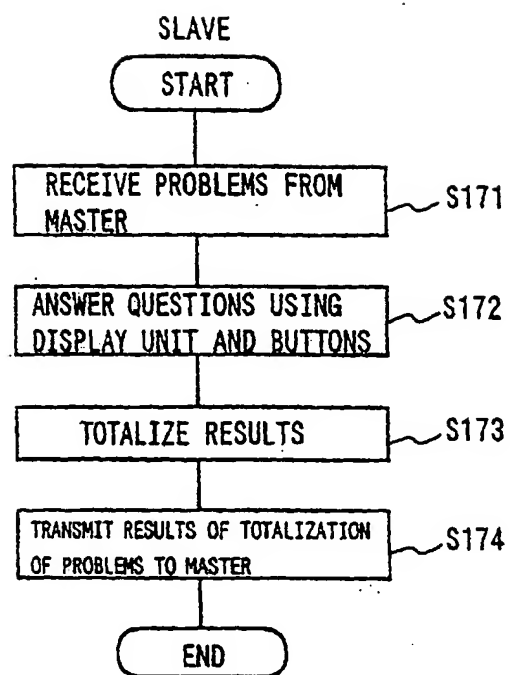 SLAVE
START
RECEIVE PROBLEMS FROM
MASTER
S171
ANSWER QUESTIONS USING
DISPLAY UNIT AND BUTTONS
S172
TOTALIZE RESULTS
S173
TRANSMIT RESULTS OF TOTALIZATION
OF PROBLEMS TO MASTER
S174
END